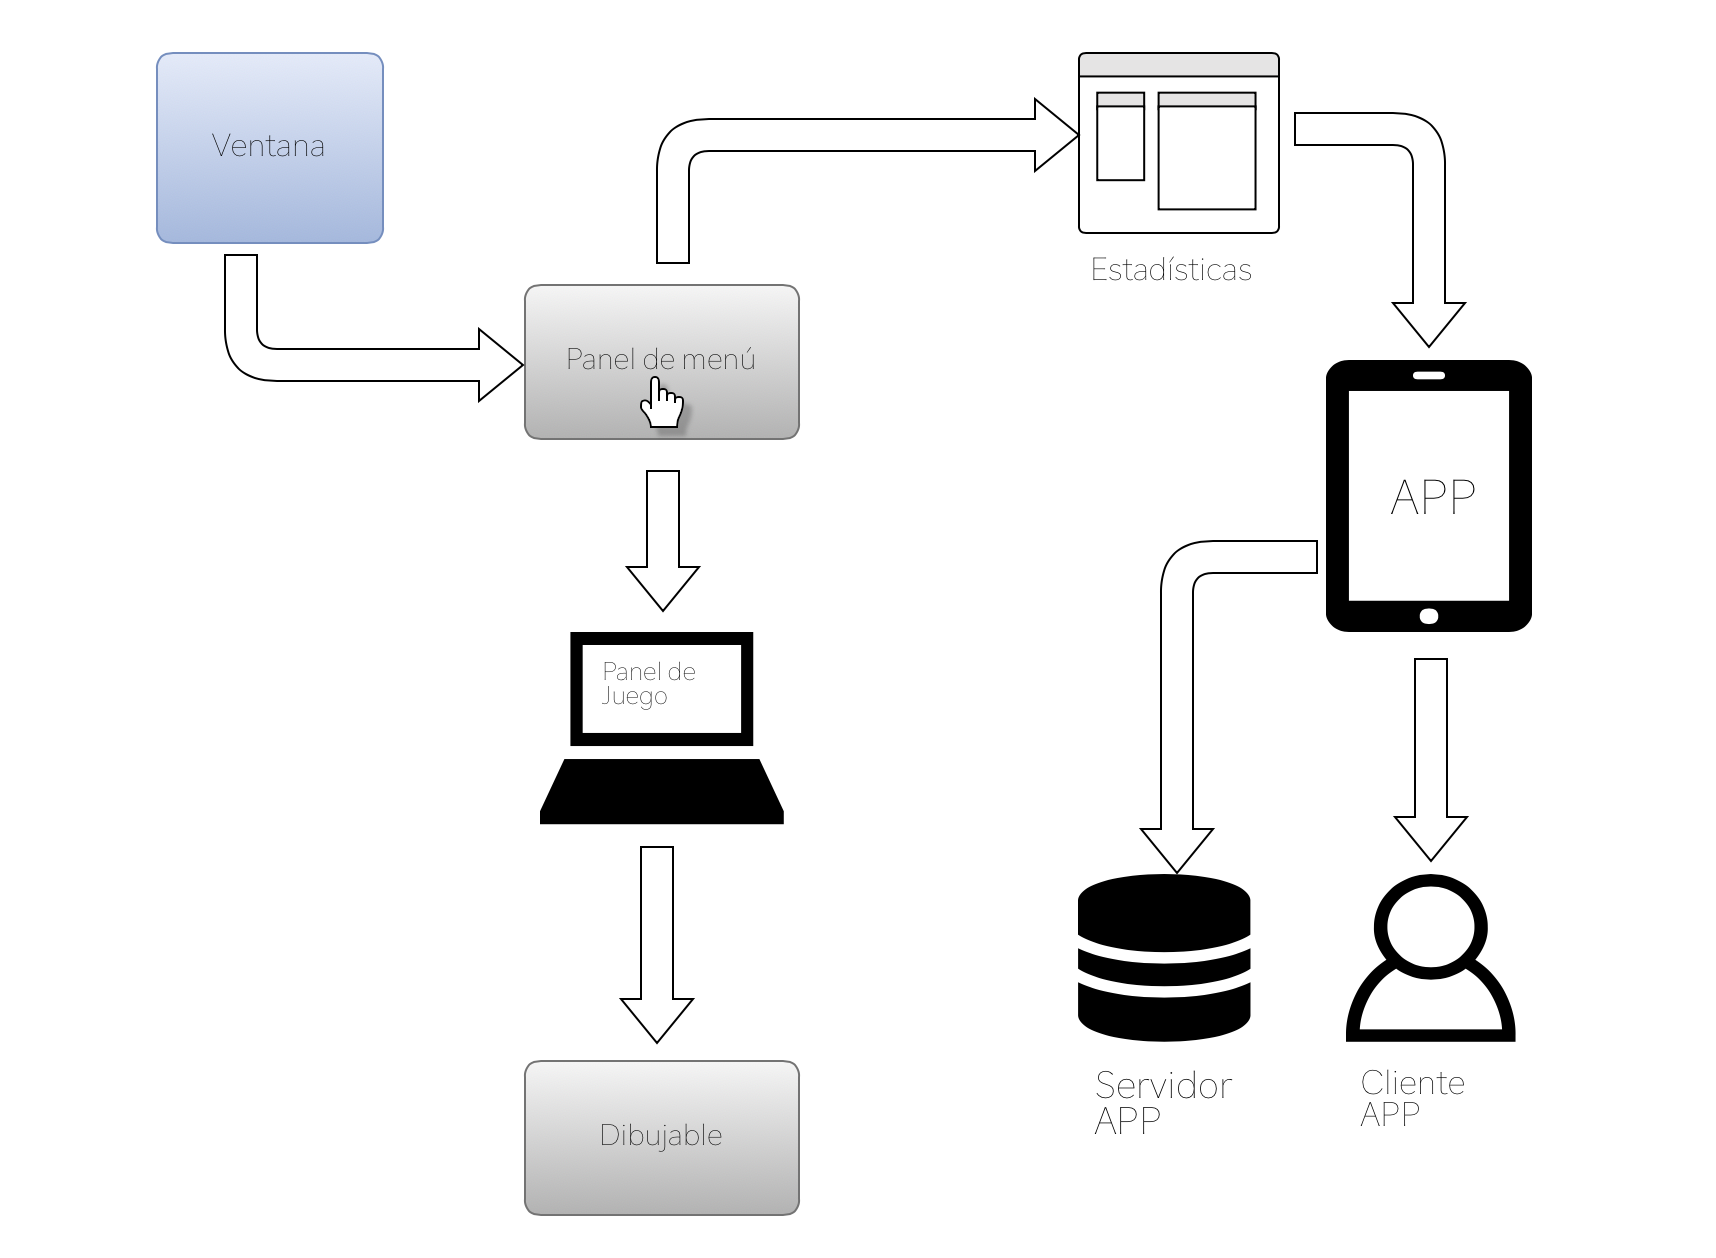 Ventana
Estadísticas
Panel de menú
APP
Panel de
Juego
Servidor
APP
Cliente
APP
Dibujable